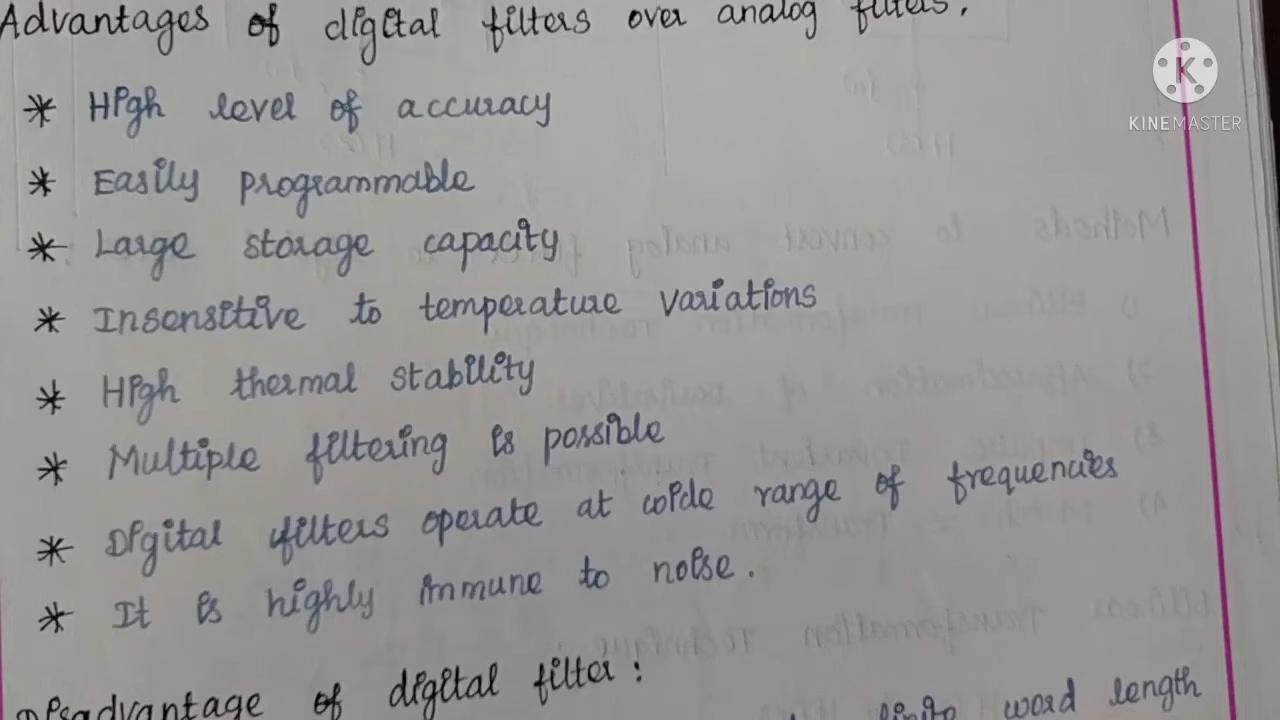 Advantages of digital filters over analog filters.
* High level of accuracy
* Easily programmable
* Large storage capacity
* Insensitive to temperature variations
* High thermal stability
* Multiple filtering is possible
* Digital filters operate at wide range of frequencies
* It is highly immune to noise.
Disadvantage of digital filter:
finite word length
KINEMASTER